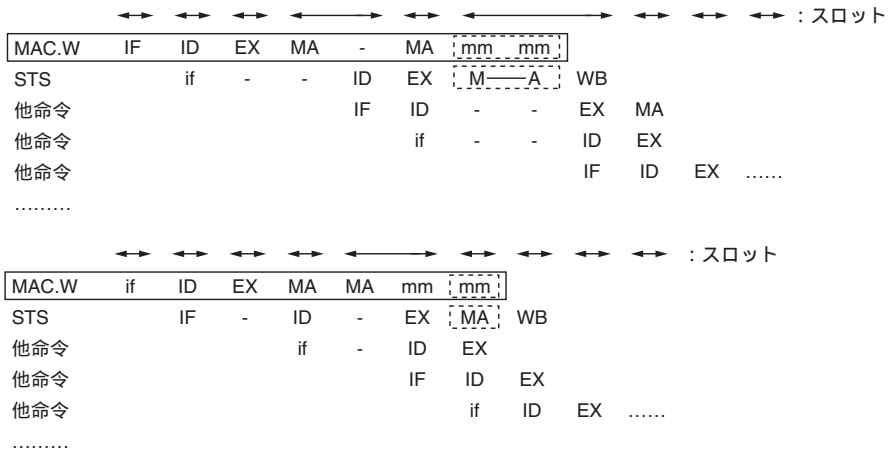 ：スロット
MAC.W IF ID EX MA - MA mm mm
STS if - - ID EX M A WB
他命令 IF ID - - EX MA
他命令 if - - ID EX
他命令 IF ID EX ……
………
：スロット
MAC.W if ID EX MA MA mm mm
STS IF - ID - EX MA WB
他命令 if - ID EX
他命令 IF ID EX
他命令 if ID EX ……
………